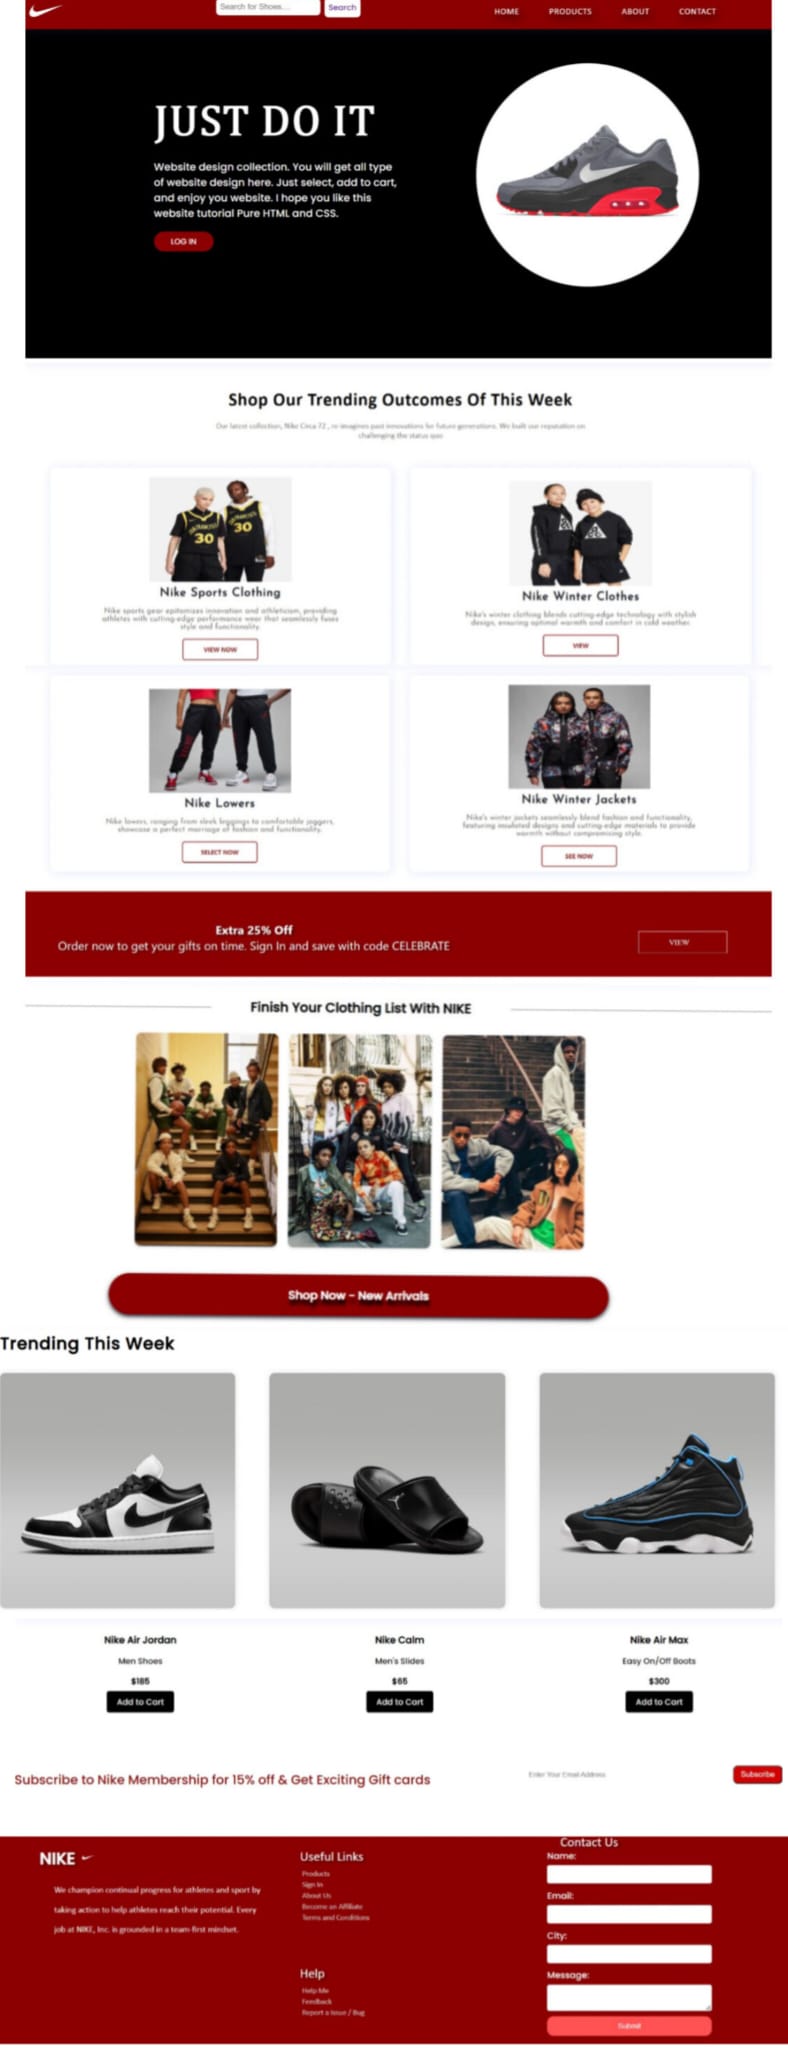 Search for Shoes....
Search
HOME
PRODUCTS
ABOUT
CONTACT
JUST DO IT
Website design collection. You will get all type
of website design here. Just select, add to cart,
and enjoy you website. I hope you like this
website tutorial Pure HTML and CSS.
LOG IN
Shop Our Trending Outcomes Of This Week
Our latest collection, Nike Circa 72 , re-imagines past innovations for future generations. We built our reputation on
challenging the status quo
30
30
Nike Sports Clothing
Nike sports gear epitomizes innovation and athleticism, providing
athletes with cutting-edge performance wear that seamlessly fuses
style and functionality.
VIEW NOW
Nike Winter Clothes
Nike's winter clothing blends cutting-edge technology with stylish
design, ensuring optimal warmth and comfort in cold weather.
VIEW
Nike Lowers
Nike lowers, ranging from sleek leggings to comfortable joggers,
showcase a perfect marriage of fashion and functionality.
SELECT NOW
Nike Winter Jackets
Nike's winter jackets seamlessly blend fashion and functionality,
featuring insulated designs and cutting-edge materials to provide
warmth without compromising style.
SEE NOW
Extra 25% Off
Order now to get your gifts on time. Sign In and save with code CELEBRATE
VIEW
Finish Your Clothing List With NIKE
Shop Now - New Arrivals
Trending This Week
Nike Air Jordan
Men Shoes
$185
Add to Cart
Nike Calm
Men's Slides
$65
Add to Cart
Nike Air Max
Easy On/Off Boots
$300
Add to Cart
Subscribe to Nike Membership for 15% off & Get Exciting Gift cards
Enter Your Email Address
Subscribe
NIKE
We champion continual progress for athletes and sport by
taking action to help athletes reach their potential. Every
job at NIKE, Inc. is grounded in a team-first mindset.
Useful Links
Products
Sign In
About Us
Become an Affiliate
Terms and Conditions
Help
Help Me
Feedback
Report a Issue / Bug
Contact Us
Name:
Email:
City:
Message:
Submit